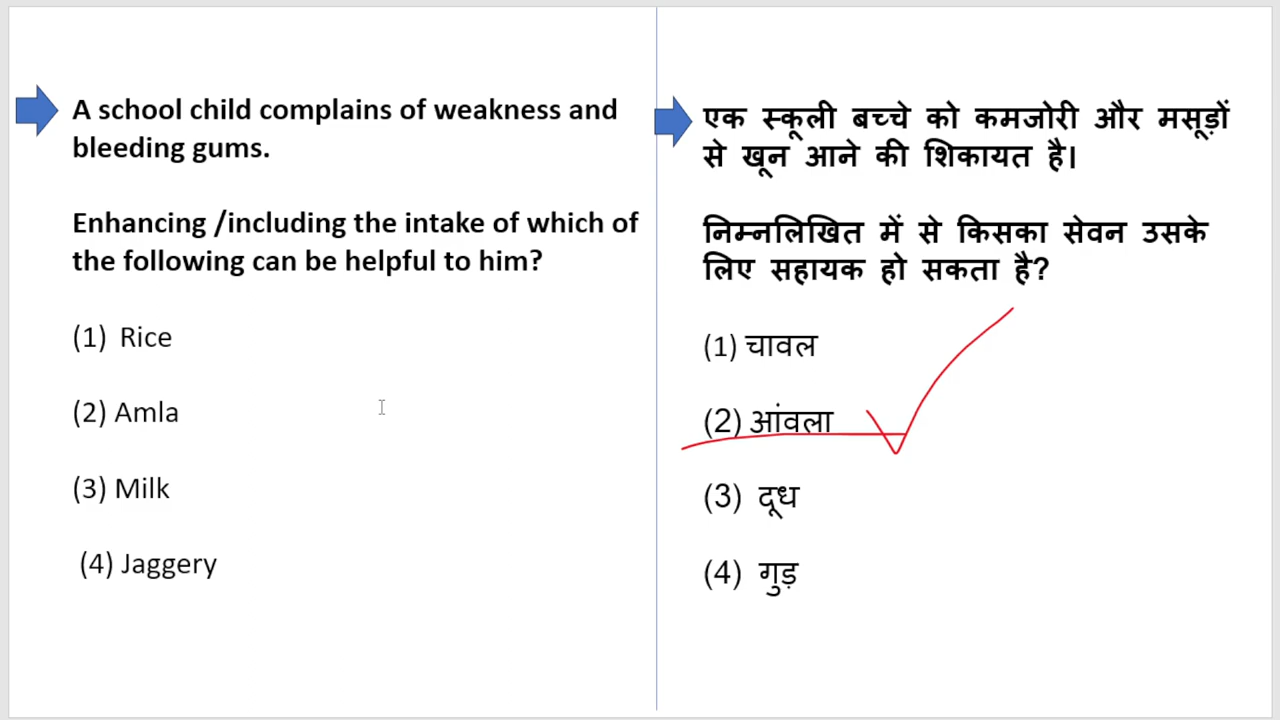 A school child complains of weakness and
bleeding gums.
Enhancing /including the intake of which of
the following can be helpful to him?
(1) Rice
(2) Amla
(3) Milk
(4) Jaggery
एक स्कूली बच्चे को कमजोरी और मसूड़ों
से खून आने की शिकायत है।
निम्नलिखित में से किसका सेवन उसके
लिए सहायक हो सकता है?
(1) चावल
(2) आंवला
(3) दूध
(4) गुड़